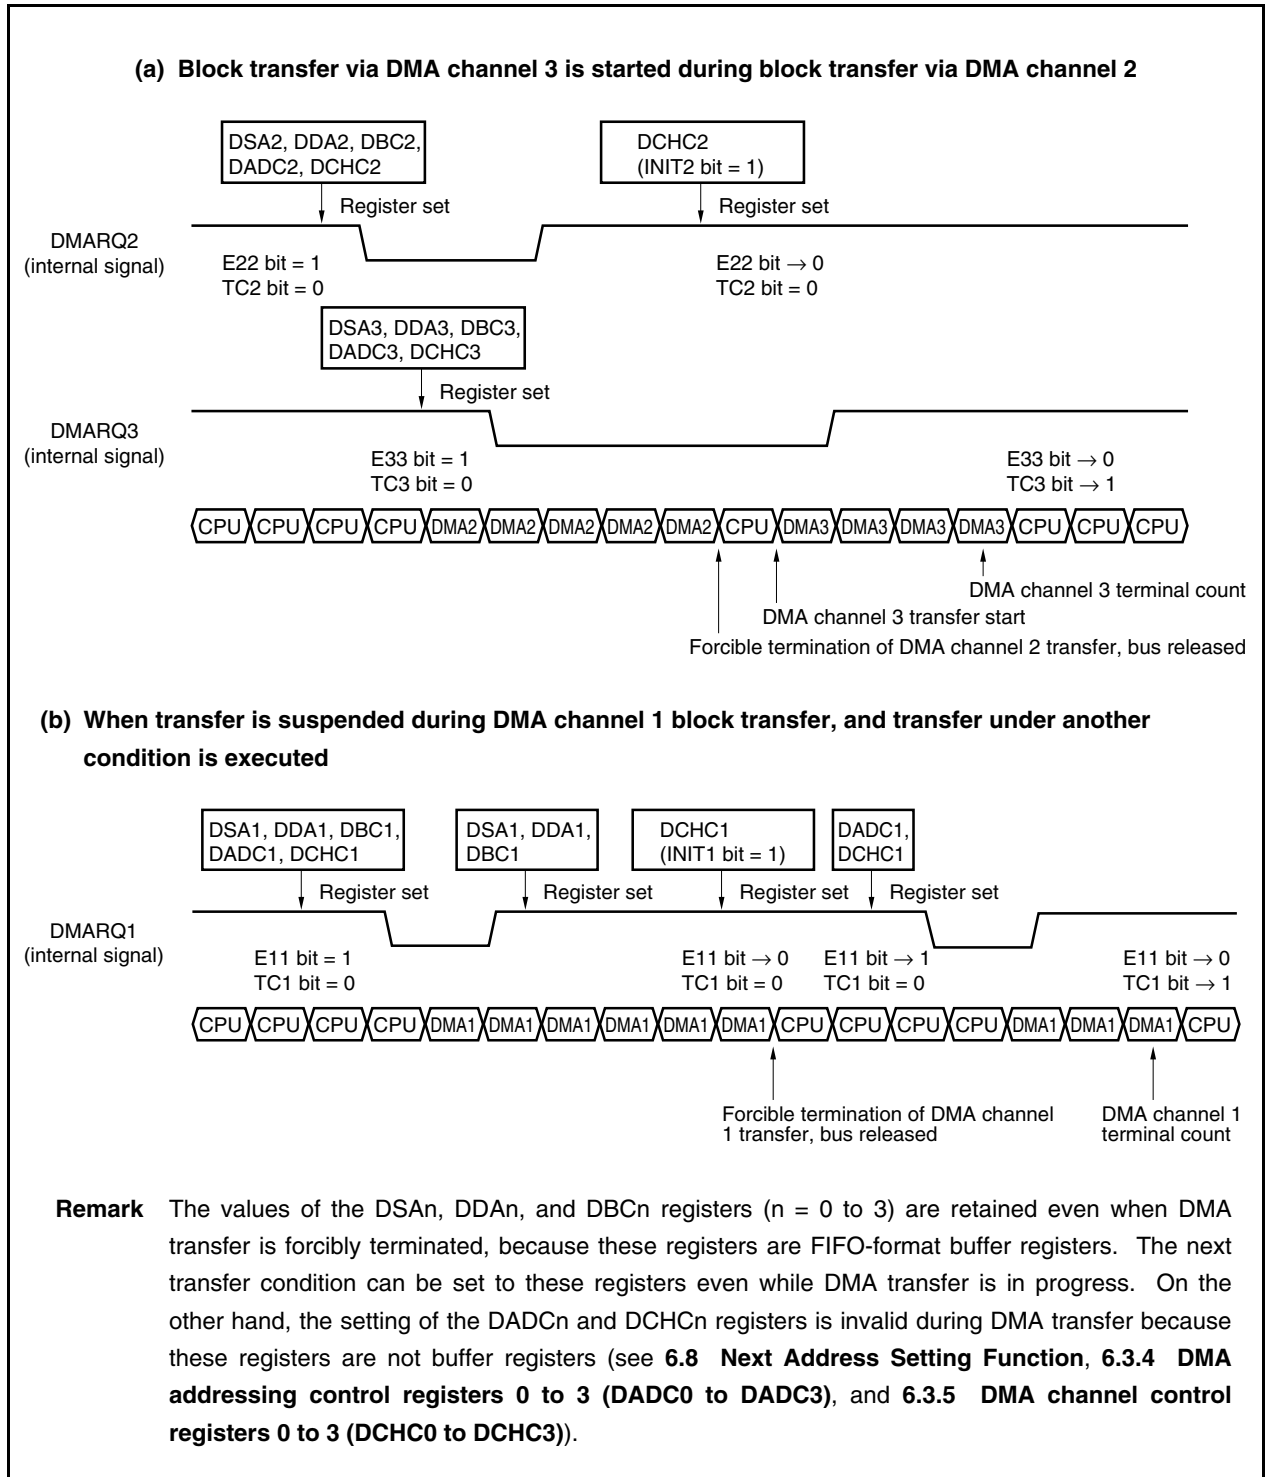 (a) Block transfer via DMA channel 3 is started during block transfer via DMA channel 2
DSA2, DDA2, DBC2,
DADC2, DCHC2
DCHC2
(INIT2 bit = 1)
Register set
Register set
DMARQ2
(internal signal)
E22 bit = 1
TC2 bit = 0
E22 bit → 0
TC2 bit = 0
DSA3, DDA3, DBC3,
DADC3, DCHC3
Register set
DMARQ3
(internal signal)
E33 bit = 1
TC3 bit = 0
E33 bit → 0
TC3 bit → 1
CPU CPU CPU CPU DMA2 DMA2 DMA2 DMA2 DMA2 CPU DMA3 DMA3 DMA3 DMA3 CPU CPU CPU
DMA channel 3 terminal count
DMA channel 3 transfer start
Forcible termination of DMA channel 2 transfer, bus released
(b) When transfer is suspended during DMA channel 1 block transfer, and transfer under another
condition is executed
DSA1, DDA1, DBC1,
DADC1, DCHC1
DSA1, DDA1,
DBC1
DCHC1
(INIT1 bit = 1)
DADC1,
DCHC1
Register set
Register set
Register set
Register set
DMARQ1
(internal signal)
E11 bit = 1
TC1 bit = 0
E11 bit → 0
TC1 bit = 0
E11 bit → 1
TC1 bit = 0
E11 bit → 0
TC1 bit → 1
CPU CPU CPU CPU DMA1 DMA1 DMA1 DMA1 DMA1 DMA1 CPU CPU CPU CPU DMA1 DMA1 DMA1 CPU
Forcible termination of DMA channel
1 transfer, bus released
DMA channel 1
terminal count
Remark The values of the DSAn, DDAn, and DBCn registers (n = 0 to 3) are retained even when DMA
transfer is forcibly terminated, because these registers are FIFO-format buffer registers. The next
transfer condition can be set to these registers even while DMA transfer is in progress. On the
other hand, the setting of the DADCn and DCHCn registers is invalid during DMA transfer because
these registers are not buffer registers (see 6.8 Next Address Setting Function, 6.3.4 DMA
addressing control registers 0 to 3 (DADC0 to DADC3), and 6.3.5 DMA channel control
registers 0 to 3 (DCHC0 to DCHC3)).